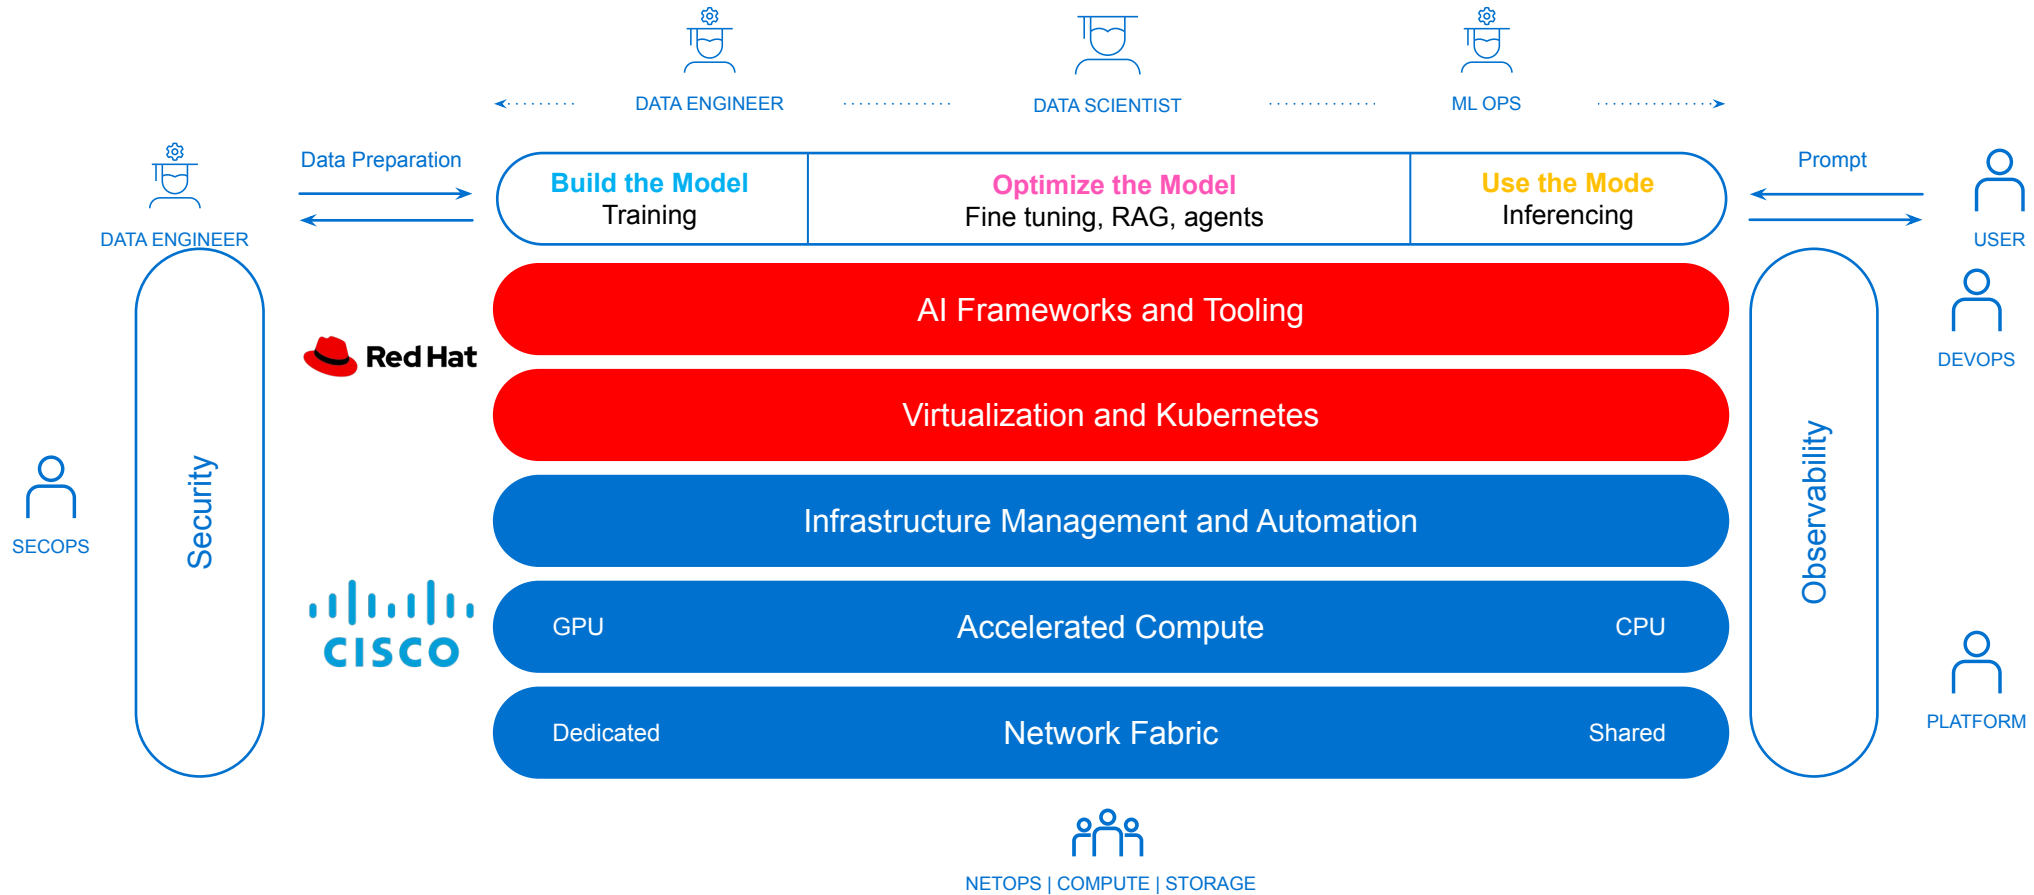 DATA ENGINEER
DATA SCIENTIST
ML OPS
DATA ENGINEER
Data Preparation
Build the Model
Training
Optimize the Model
Fine tuning, RAG, agents
Use the Mode
Inferencing
Prompt
USER
AI Frameworks and Tooling
Red Hat
DEVOPS
Virtualization and Kubernetes
Security
SECOPS
Infrastructure Management and Automation
Observability
CISCO
GPU
Accelerated Compute
CPU
PLATFORM
Dedicated
Network Fabric
Shared
NETOPS | COMPUTE | STORAGE